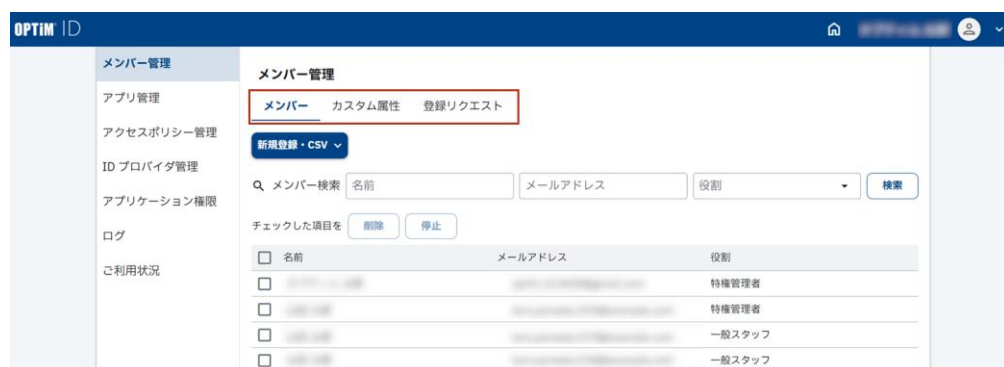 OPTiM ID
メンバー管理
アプリ管理
アクセスポリシー管理
ID プロバイダ管理
アプリケーション権限
ログ
ご利用状況
メンバー管理
メンバー カスタム属性 登録リクエスト
新規登録・CSV
メンバー検索 名前 メールアドレス 役割 検索
チェックした項目を 削除 停止
名前 メールアドレス 役割
特権管理者
特権管理者
一般スタッフ
一般スタッフ